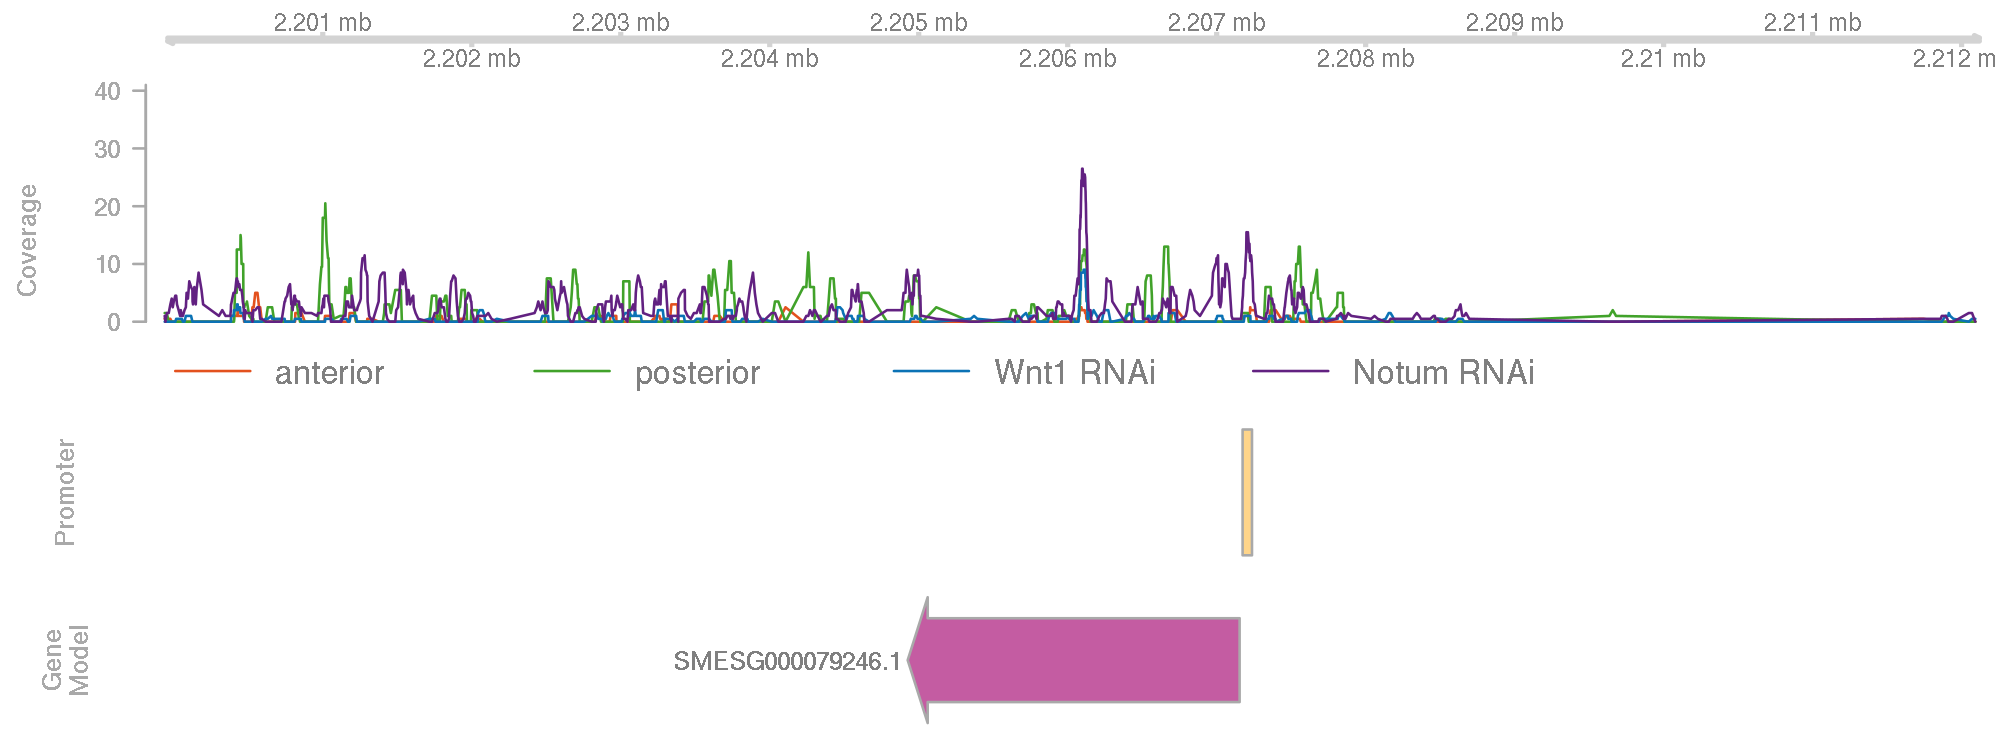 2.201 mb 2.203 mb 2.205 mb 2.207 mb 2.209 mb 2.211 mb
2.202 mb 2.204 mb 2.206 mb 2.208 mb 2.21 mb 2.212 m
40
30
20
10
0
Coverage
anterior posterior Wnt1 RNAi Notum RNAi
Promoter
Gene
Model
SMESG000079246.1